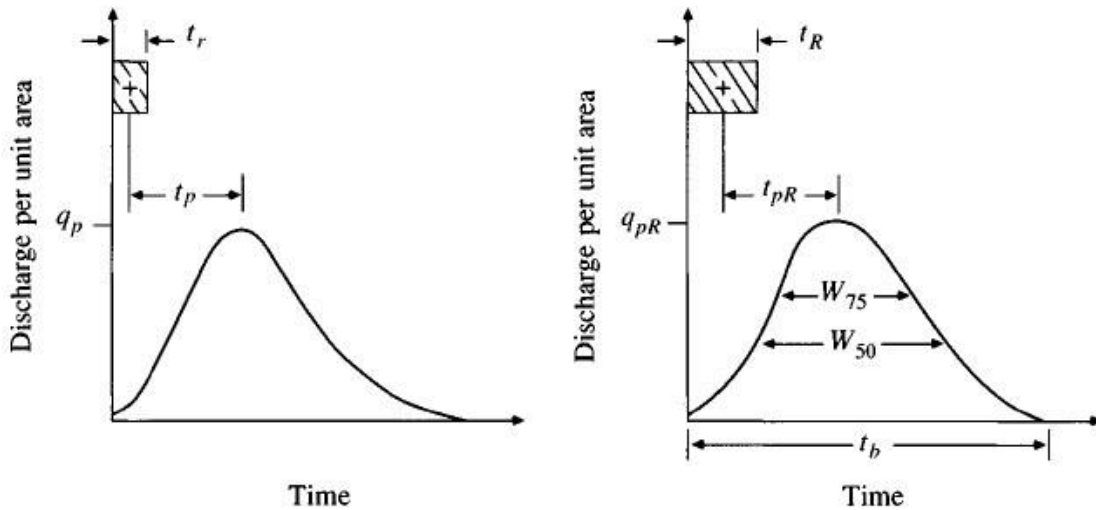 t_r
Discharge per unit area
t_p
q_p
Time
t_R
Discharge per unit area
t_pR
q_pR
W_75
W_50
t_b
Time